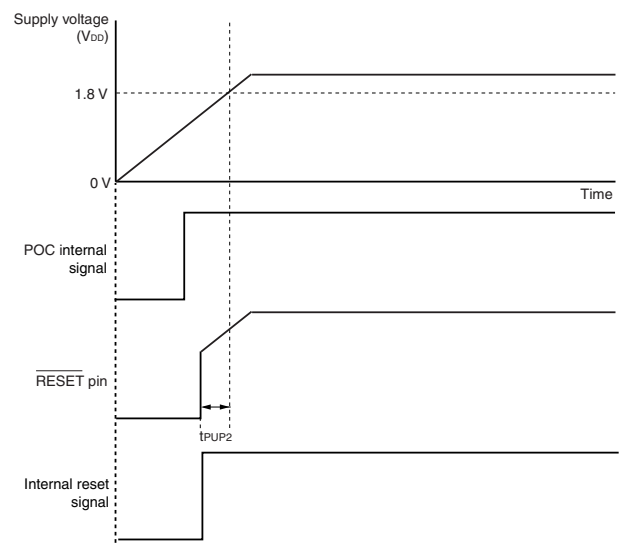 Supply voltage
(VDD)
1.8 V
0 V
Time
POC internal
signal
RESET pin
tPUP2
Internal reset
signal